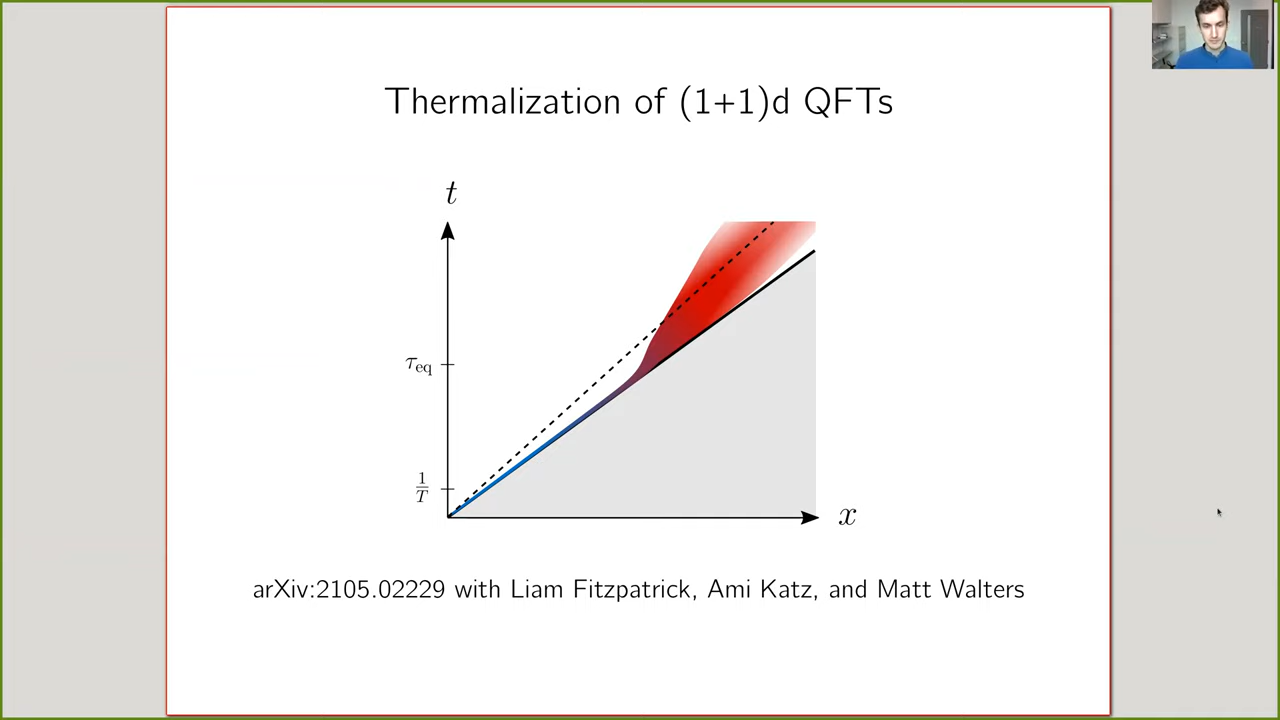 Thermalization of (1+1)d QFTs
t
τeq
1/T
x
arXiv:2105.02229 with Liam Fitzpatrick, Ami Katz, and Matt Walters